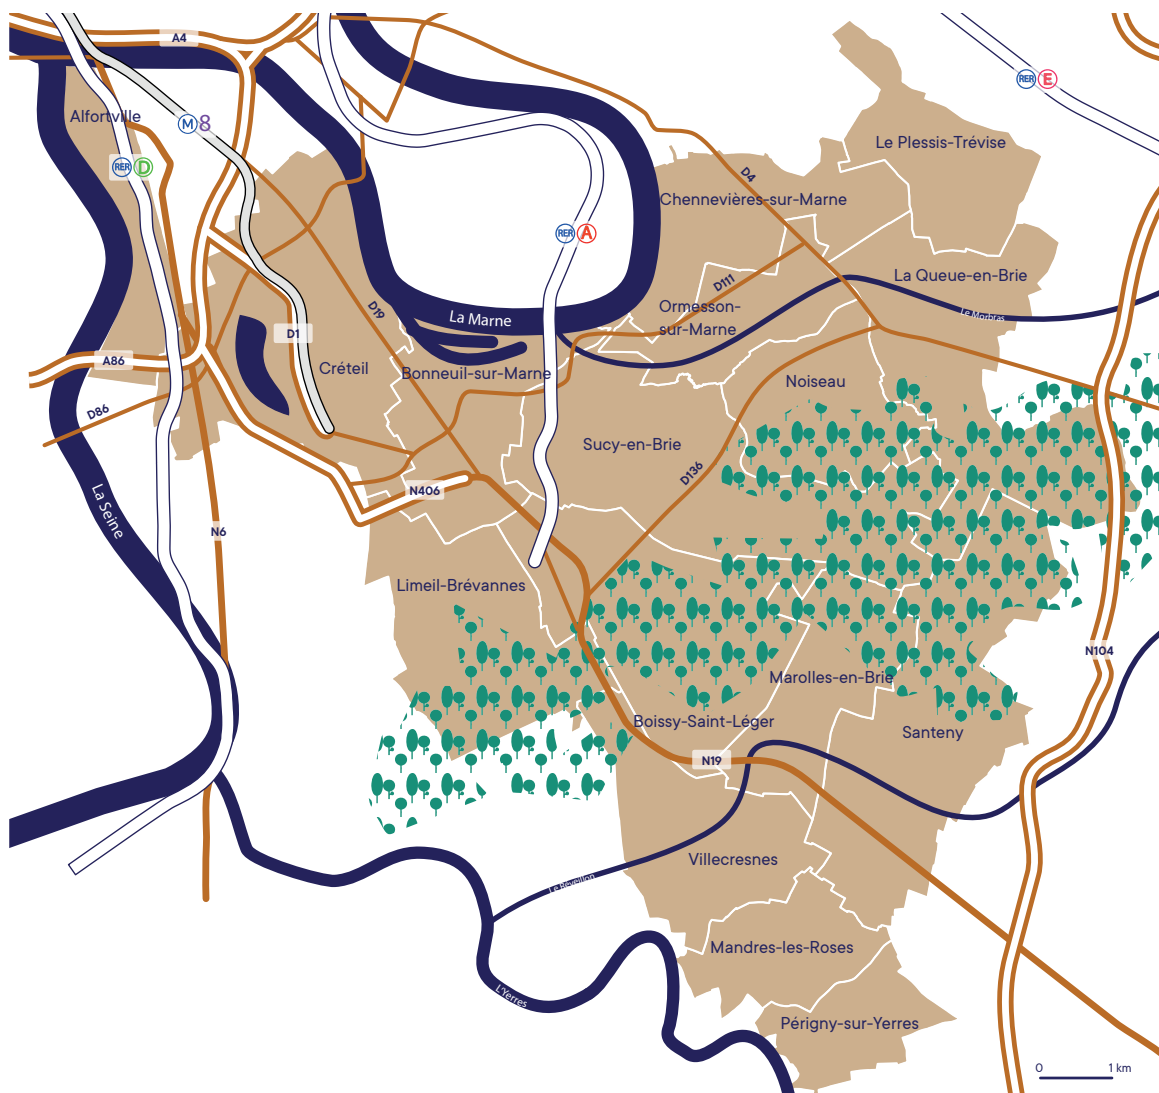 A4
RER E
Alfortville
M 8
Le Plessis-Trévise
RER D
D4
Chennevières-sur-Marne
RER A
La Queue-en-Brie
D111
D19
Ormesson-
sur-Marne
La Marne
Le Morbras
D1
A86
Créteil
Bonneuil-sur-Marne
Noiseau
D86
Sucy-en-Brie
D136
N406
La Seine
N6
Limeil-Brévannes
N104
Marolles-en-Brie
Boissy-Saint-Léger
Santeny
N19
Villecresnes
Le Réveillon
Mandres-les-Roses
L'Yerres
Périgny-sur-Yerres
0 1 km